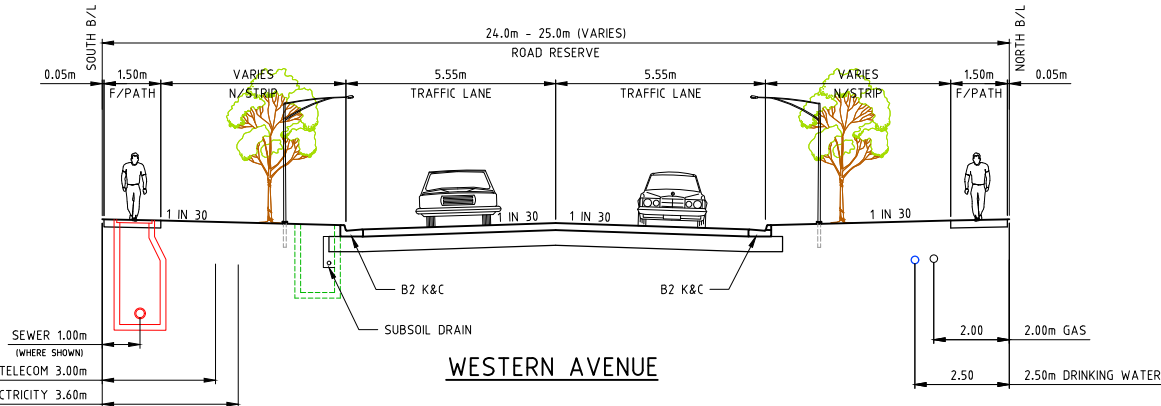 SOUTH B/L
24.0m - 25.0m (VARIES)
ROAD RESERVE
NORTH B/L
0.05m
1.50m
F/PATH
VARIES
N/STRIP
5.55m
TRAFFIC LANE
5.55m
TRAFFIC LANE
VARIES
N/STRIP
1.50m
F/PATH
0.05m
1 IN 30
1 IN 30
1 IN 30
1 IN 30
B2 K&C
B2 K&C
SUBSOIL DRAIN
SEWER 1.00m
(WHERE SHOWN)
TELECOM 3.00m
CTRICITY 3.60m
2.00
2.00m GAS
2.50
2.50m DRINKING WATER
WESTERN AVENUE